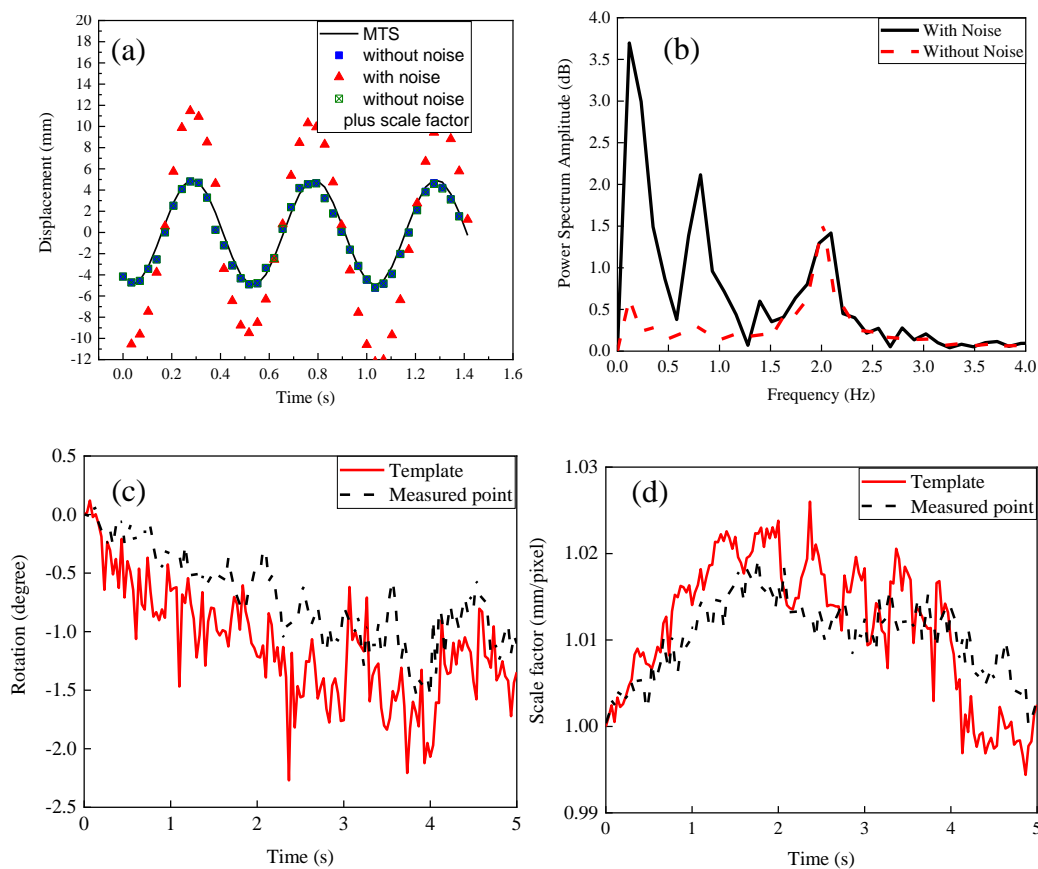 (a)
MTS
without noise
with noise
without noise
plus scale factor
Displacement (mm)
20
18
16
14
12
10
8
6
4
2
0
-2
-4
-6
-8
-10
-12
0.0 0.2 0.4 0.6 0.8 1.0 1.2 1.4 1.6
Time (s)
(b)
With Noise
Without Noise
Power Spectrum Amplitude (dB)
4.0
3.5
3.0
2.5
2.0
1.5
1.0
0.5
0.0
0.0 0.5 1.0 1.5 2.0 2.5 3.0 3.5 4.0
Frequency (Hz)
(c)
Template
Measured point
Rotation (degree)
0.5
0.0
-0.5
-1.0
-1.5
-2.0
-2.5
0 1 2 3 4 5
Time (s)
(d)
Template
Measured point
Scale factor (mm/pixel)
1.03
1.02
1.01
1.00
0.99
0 1 2 3 4 5
Time (s)